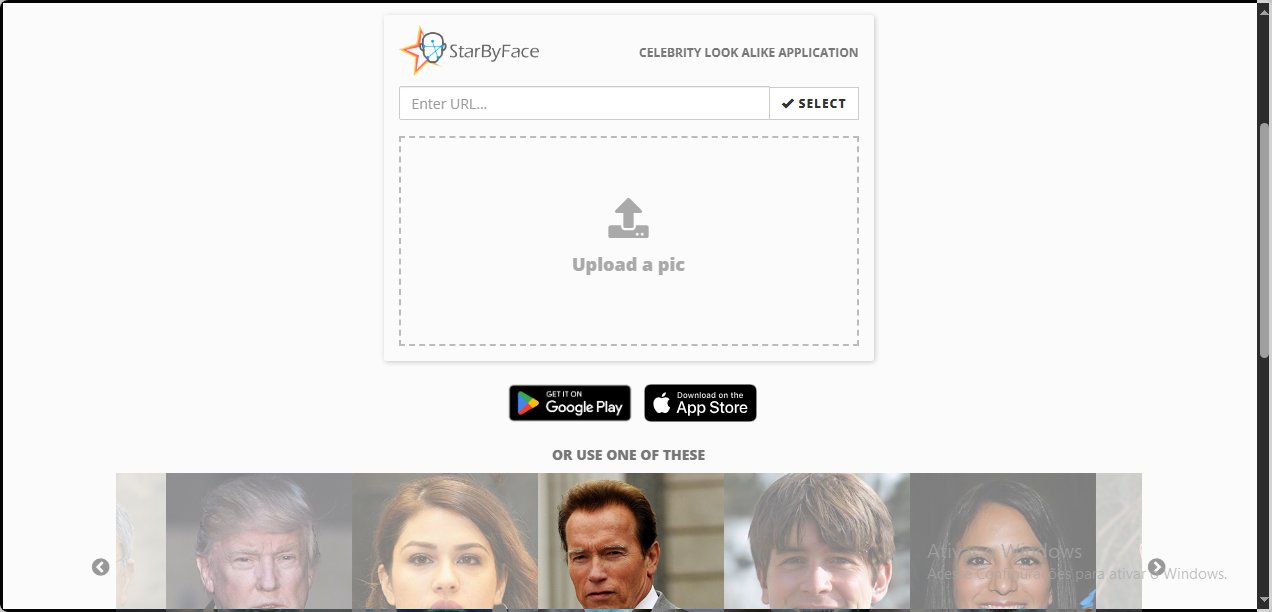 StarByFace
CELEBRITY LOOK ALIKE APPLICATION
Enter URL...
SELECT
Upload a pic
GET IT ON
Google Play
Download on the
App Store
OR USE ONE OF THESE
Ativar o Windows
Acesse Configurações para ativar o Windows.